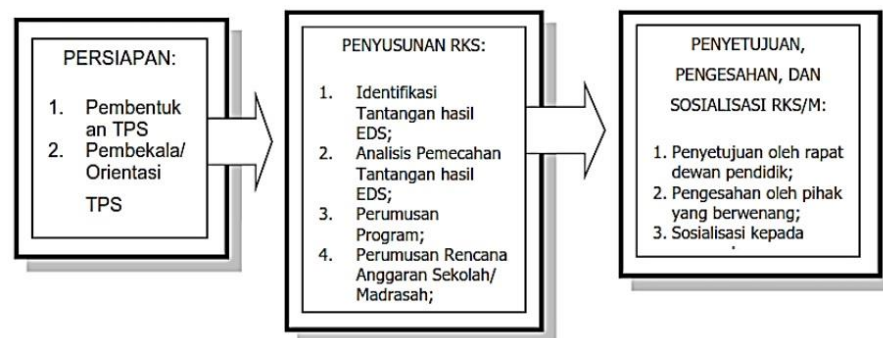 PERSIAPAN:
1. Pembentuk
an TPS
2. Pembekala/
Orientasi
TPS
PENYUSUNAN RKS:
1. Identifikasi
Tantangan hasil
EDS;
2. Analisis Pemecahan
Tantangan hasil
EDS;
3. Perumusan
Program;
4. Perumusan Rencana
Anggaran Sekolah/
Madrasah;
PENYETUJUAN,
PENGESAHAN, DAN
SOSIALISASI RKS/M:
1. Penyetujuan oleh rapat
dewan pendidik;
2. Pengesahan oleh pihak
yang berwenang;
3. Sosialisasi kepada